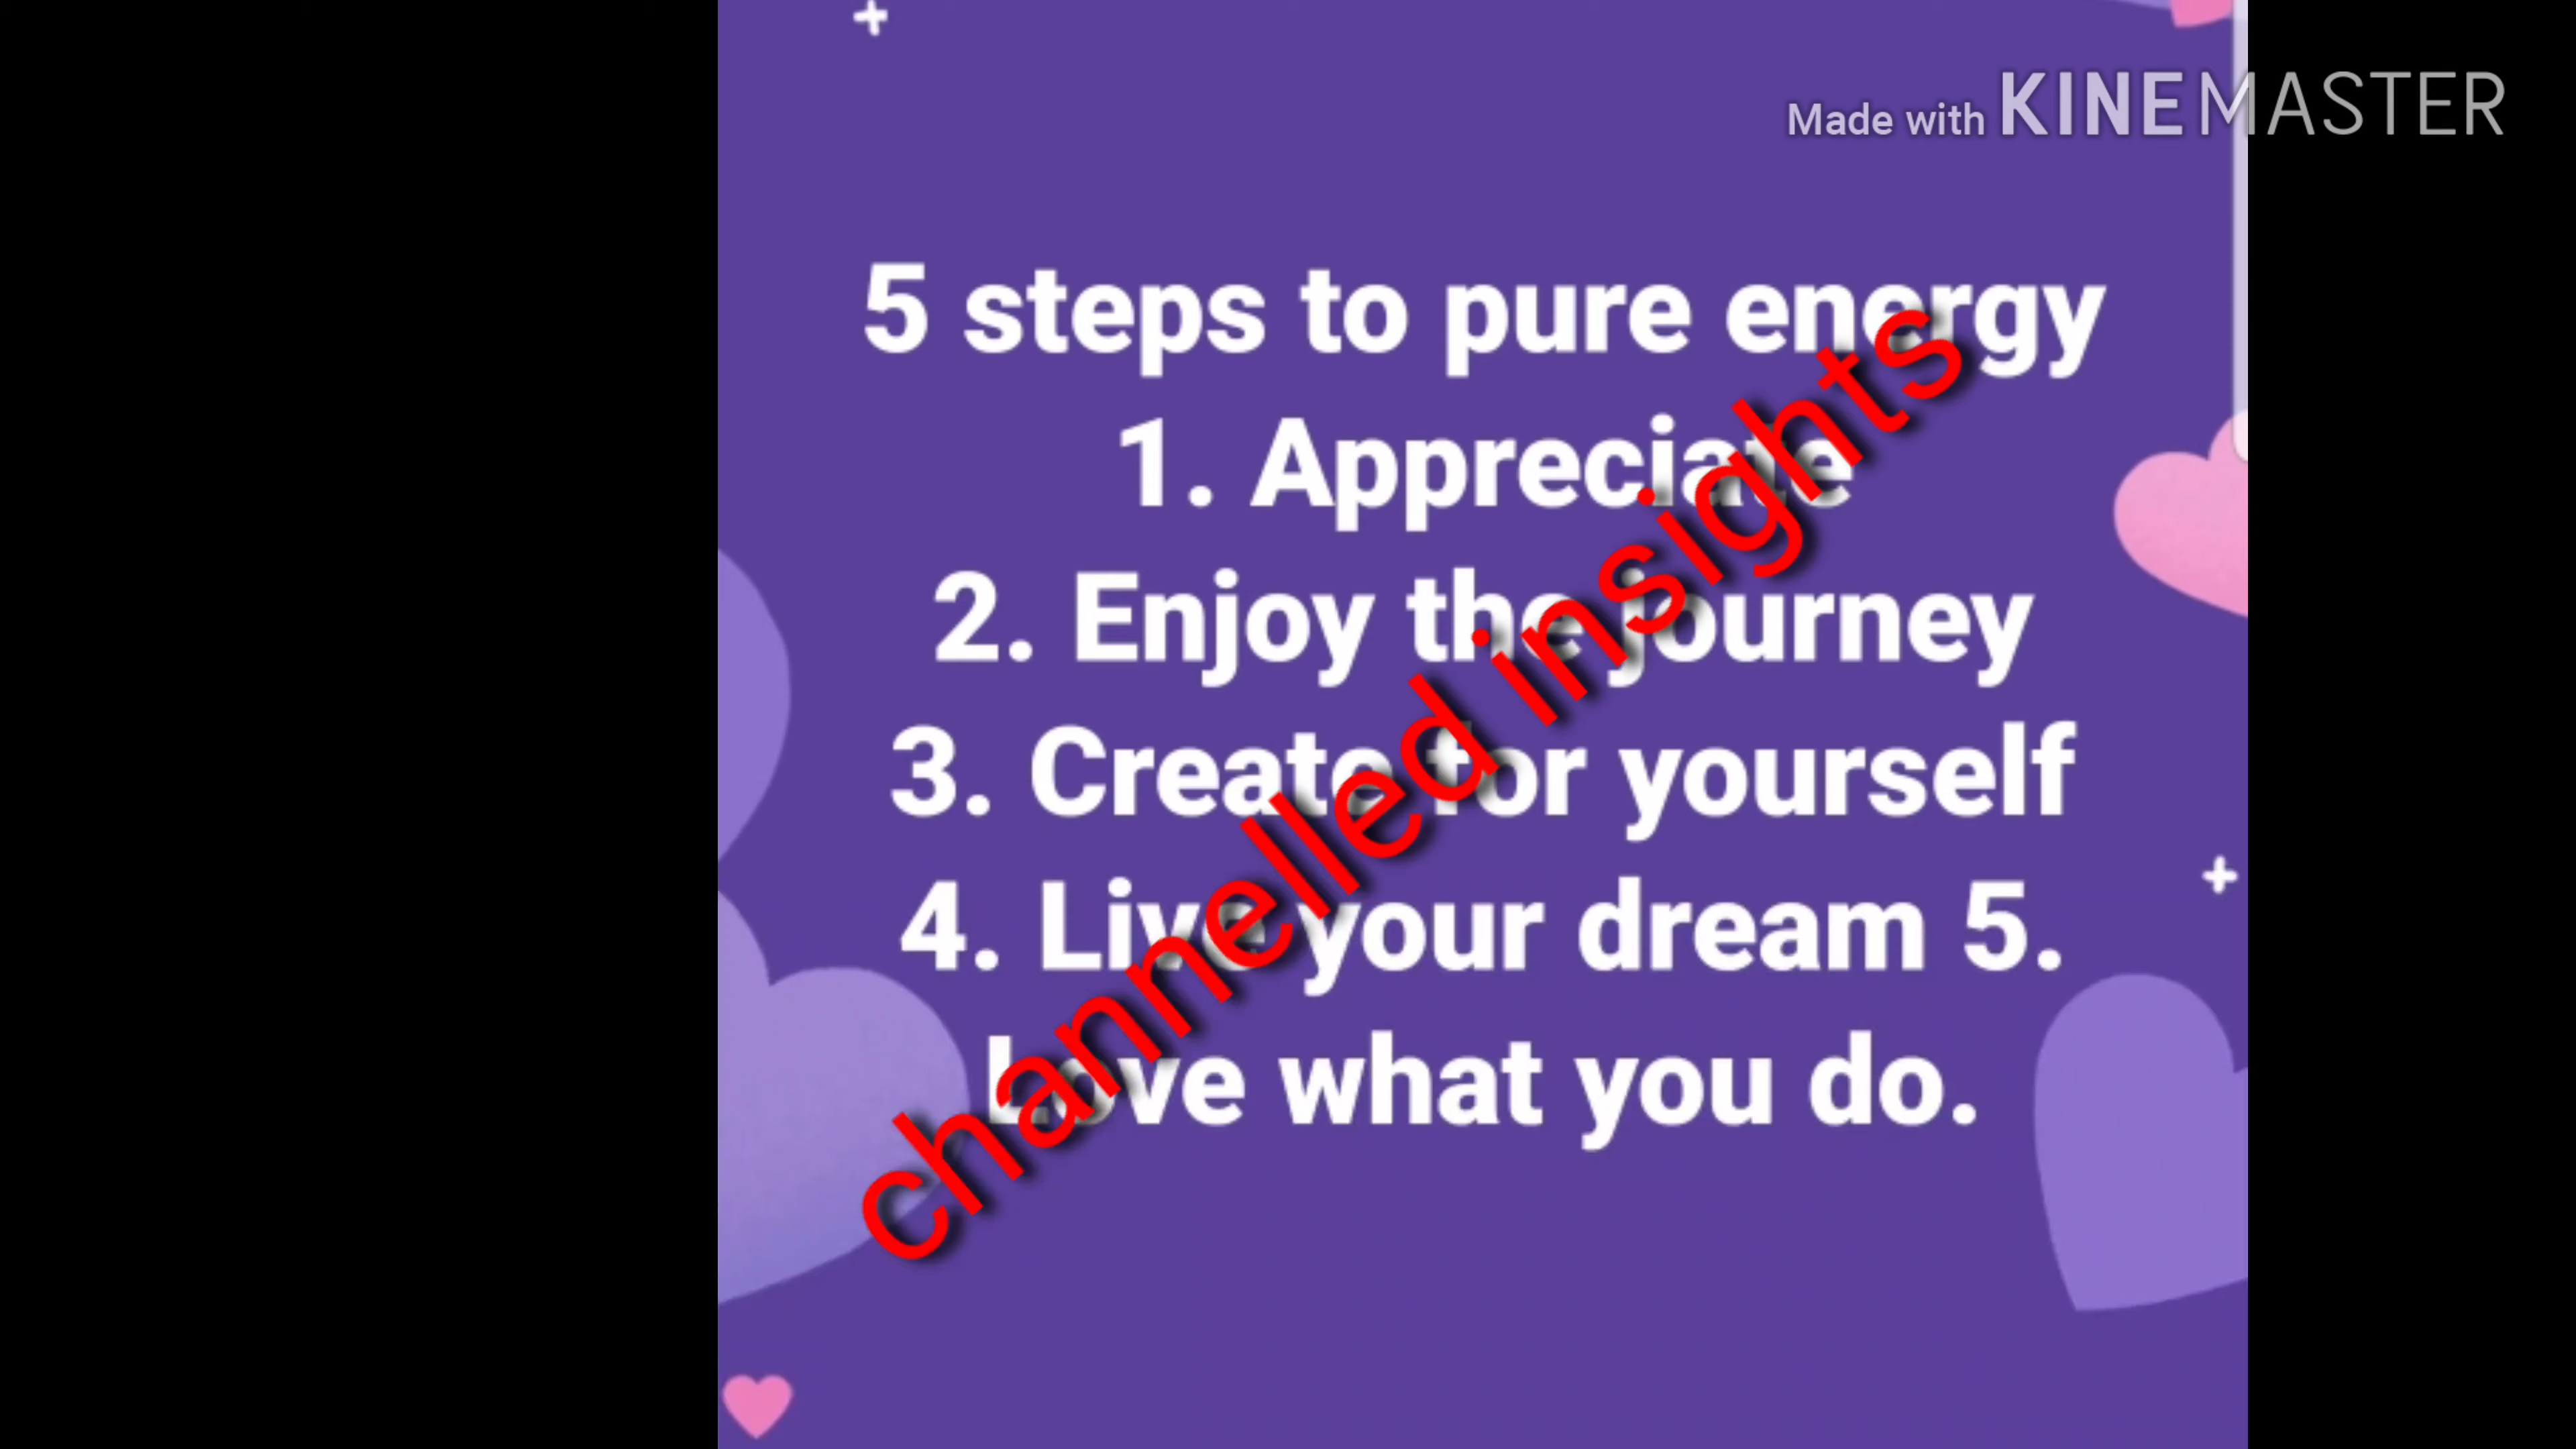 Made with KINEMASTER
5 steps to pure energy
1. Appreciate
2. Enjoy the journey
3. Create for yourself
4. Live your dream 5.
Love what you do.
channelled insights